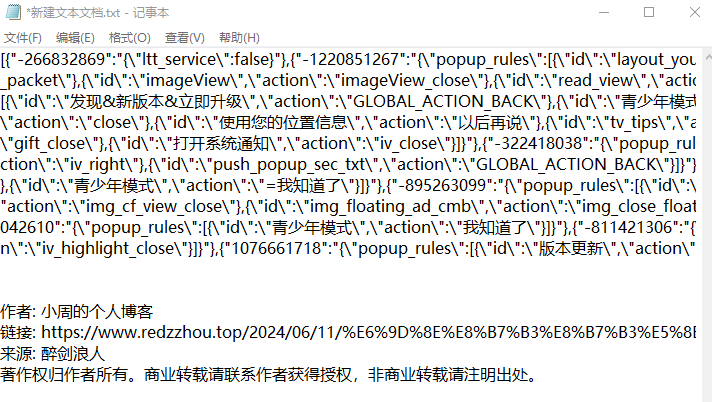 *新建文本文档.txt - 记事本
文件(F) 编辑(E) 格式(O) 查看(V) 帮助(H)
[{"-266832869":"{\"ltt_service\":false}"},{"-1220851267":"{\"popup_rules\":[{\"id\":\"layout_you
_packet\"},{\"id\":\"imageView\",\"action\":\"imageView_close\"},{\"id\":\"read_view\",\"actio
[{\"id\":\"发现&新版本&立即升级\",\"action\":\"GLOBAL_ACTION_BACK\"},{\"id\":\"青少年模式
\"action\":\"close\"},{\"id\":\"使用您的位置信息\",\"action\":\"以后再说\"},{\"id\":\"tv_tips\",\"a
\"gift_close\"},{\"id\":\"打开系统通知\",\"action\":\"iv_close\"}]}"},{"-322418038":"{\"popup_rul
ction\":\"iv_right\"},{\"id\":\"push_popup_sec_txt\",\"action\":\"GLOBAL_ACTION_BACK\"}]}"}
,{\"id\":\"青少年模式\",\"action\":\"=我知道了\"}]}"},{"-895263099":"{\"popup_rules\":[{\"id\":\
"action\":\"img_cf_view_close\"},{\"id\":\"img_floating_ad_cmb\",\"action\":\"img_close_float
042610":"{\"popup_rules\":[{\"id\":\"青少年模式\",\"action\":\"我知道了\"}]}"},{"-811421306":"{
n\":\"iv_highlight_close\"}]}"},{"1076661718":"{\"popup_rules\":[{\"id\":\"版本更新\",\"action\"
作者: 小周的个人博客
链接: https://www.redzzhou.top/2024/06/11/%E6%9D%8E%E8%B7%B3%E8%B7%B3%E5%8E
来源: 醉剑浪人
著作权归作者所有。商业转载请联系作者获得授权，非商业转载请注明出处。